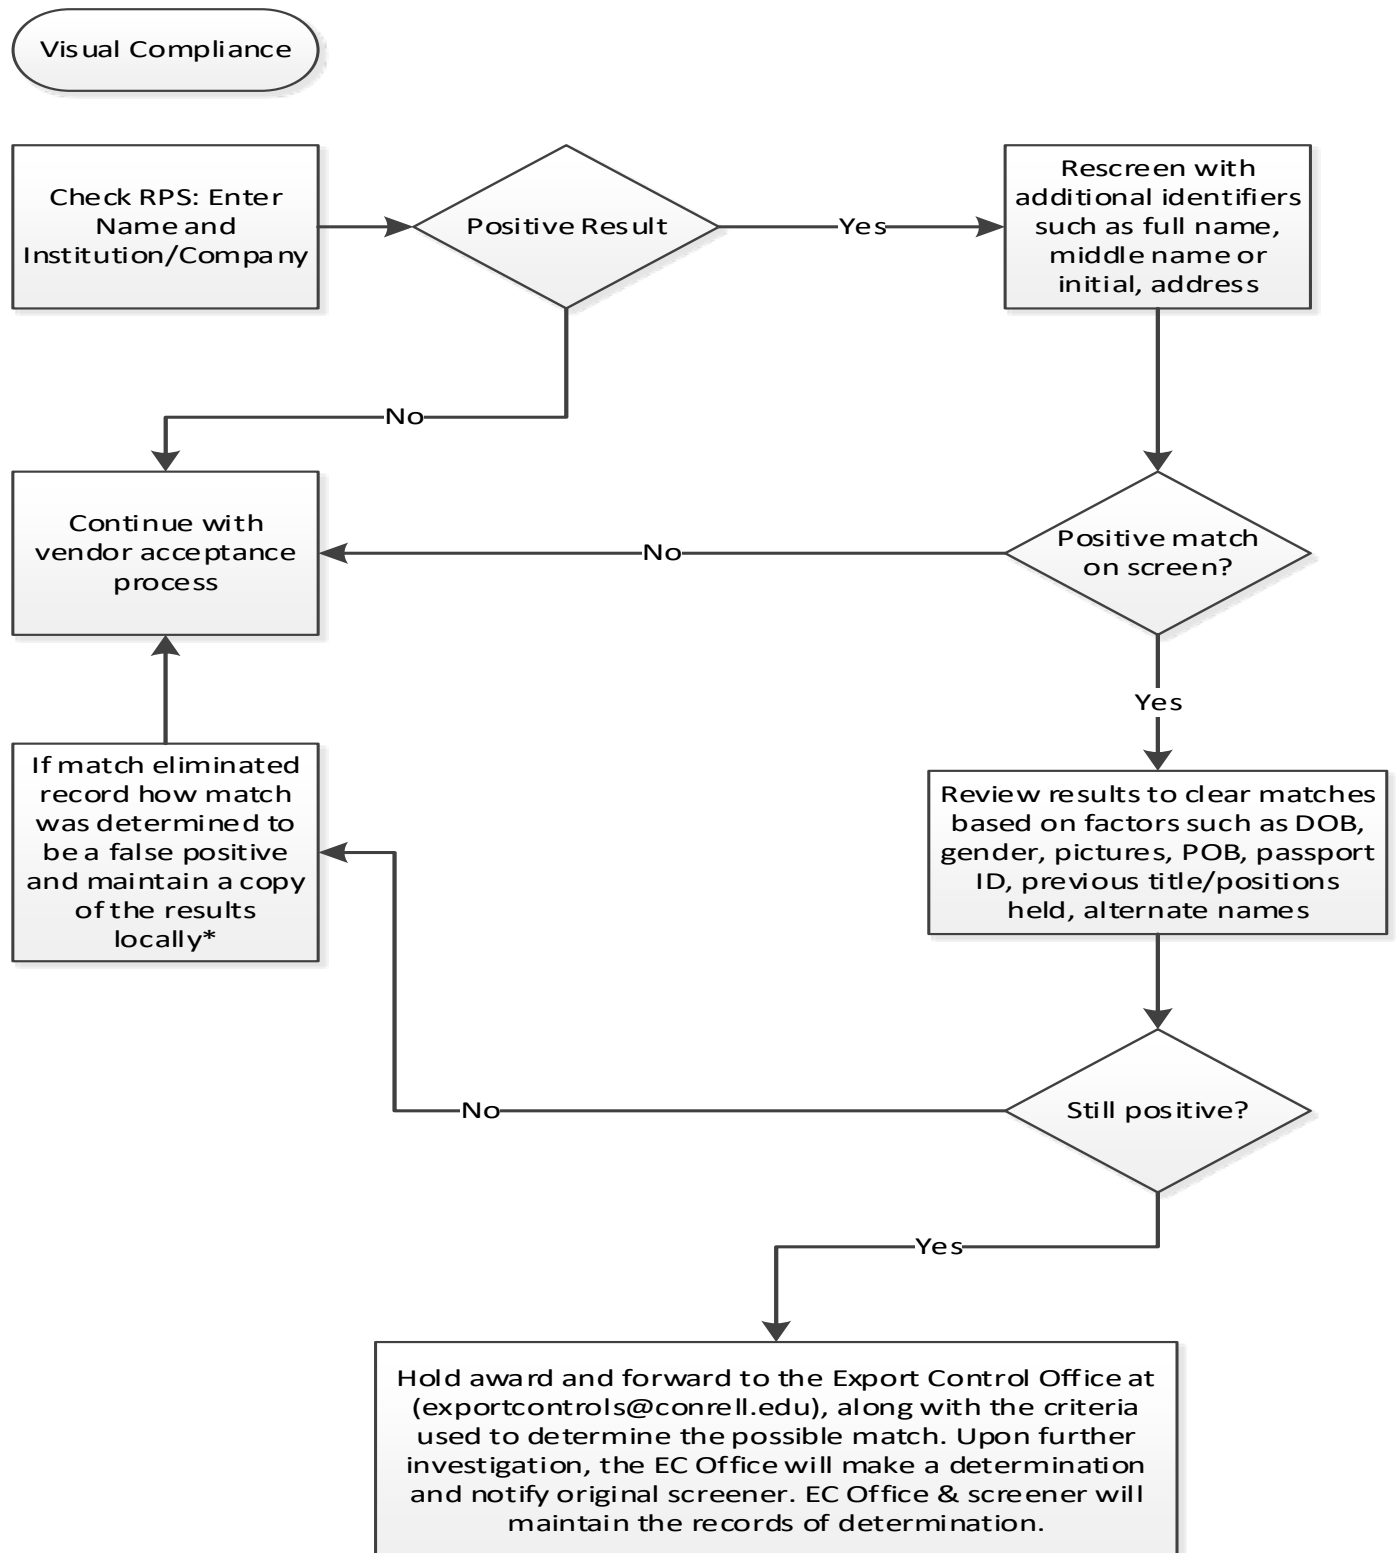 Visual Compliance
Check RPS: Enter
Name and
Institution/Company
Positive Result
Yes
Rescreen with
additional identifiers
such as full name,
middle name or
initial, address
No
Continue with
vendor acceptance
process
No
Positive match
on screen?
Yes
If match eliminated
record how match
was determined to
be a false positive
and maintain a copy
of the results
locally*
Review results to clear matches
based on factors such as DOB,
gender, pictures, POB, passport
ID, previous title/positions
held, alternate names
No
Still positive?
Yes
Hold award and forward to the Export Control Office at
(exportcontrols@conrell.edu), along with the criteria
used to determine the possible match. Upon further
investigation, the EC Office will make a determination
and notify original screener. EC Office & screener will
maintain the records of determination.